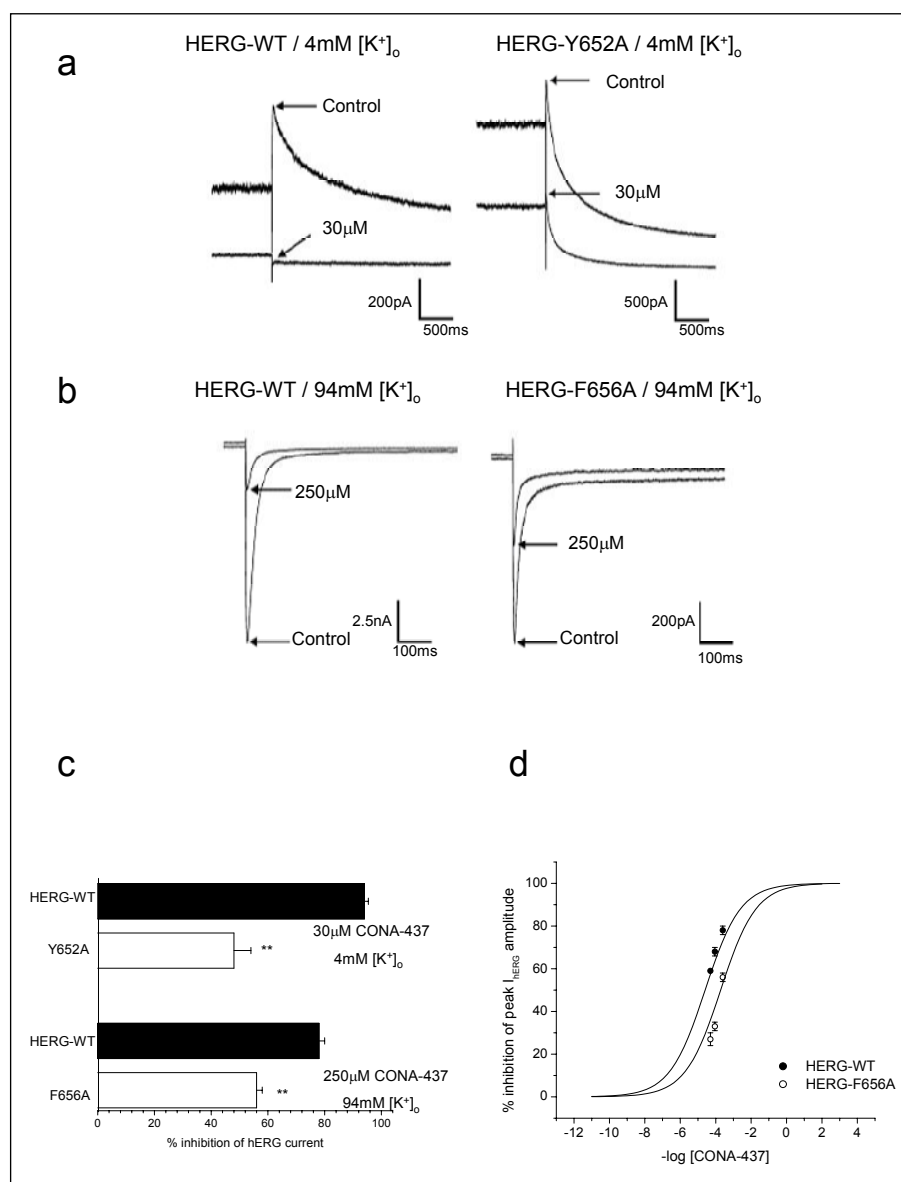 a
HERG-WT / 4mM [K⁺]ₒ
HERG-Y652A / 4mM [K⁺]ₒ
Control
30µM
200pA
500ms
Control
30µM
500pA
500ms
b
HERG-WT / 94mM [K⁺]ₒ
HERG-F656A / 94mM [K⁺]ₒ
250µM
Control
2.5nA
100ms
250µM
Control
200pA
100ms
c
HERG-WT
Y652A
**
30µM CONA-437
4mM [K⁺]ₒ
HERG-WT
F656A
**
250µM CONA-437
94mM [K⁺]ₒ
0 20 40 60 80 100
% inhibition of hERG current
d
% inhibition of peak I_hERG amplitude
100
80
60
40
20
0
HERG-WT
HERG-F656A
-12 -10 -8 -6 -4 -2 0 2 4
-log [CONA-437]